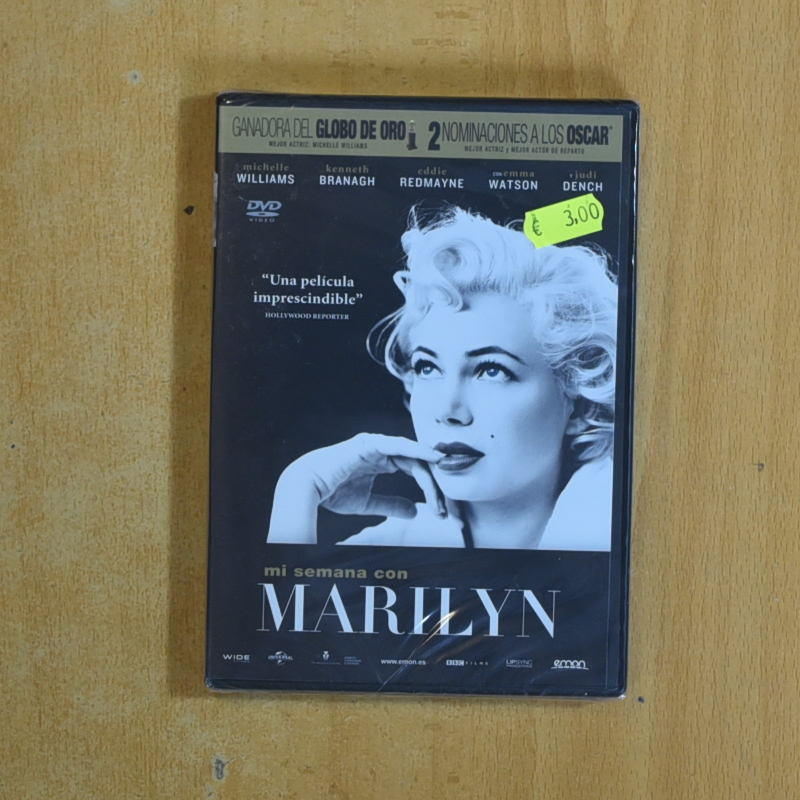 GANADORA DEL GLOBO DE ORO 2 NOMINACIONES A LOS OSCAR®
MEJOR ACTRIZ: MICHELLE WILLIAMS MEJOR ACTRIZ y MEJOR ACTOR DE REPARTO
michelle kenneth eddie con emma y judi
WILLIAMS BRANAGH REDMAYNE WATSON DENCH
DVD
VIDEO
€ 3,00
“Una película
imprescindible”
HOLLYWOOD REPORTER
mi semana con
MARILYN
WIDE UNIVERSAL www.emon.es BBC FILMS LIPSYNC emon